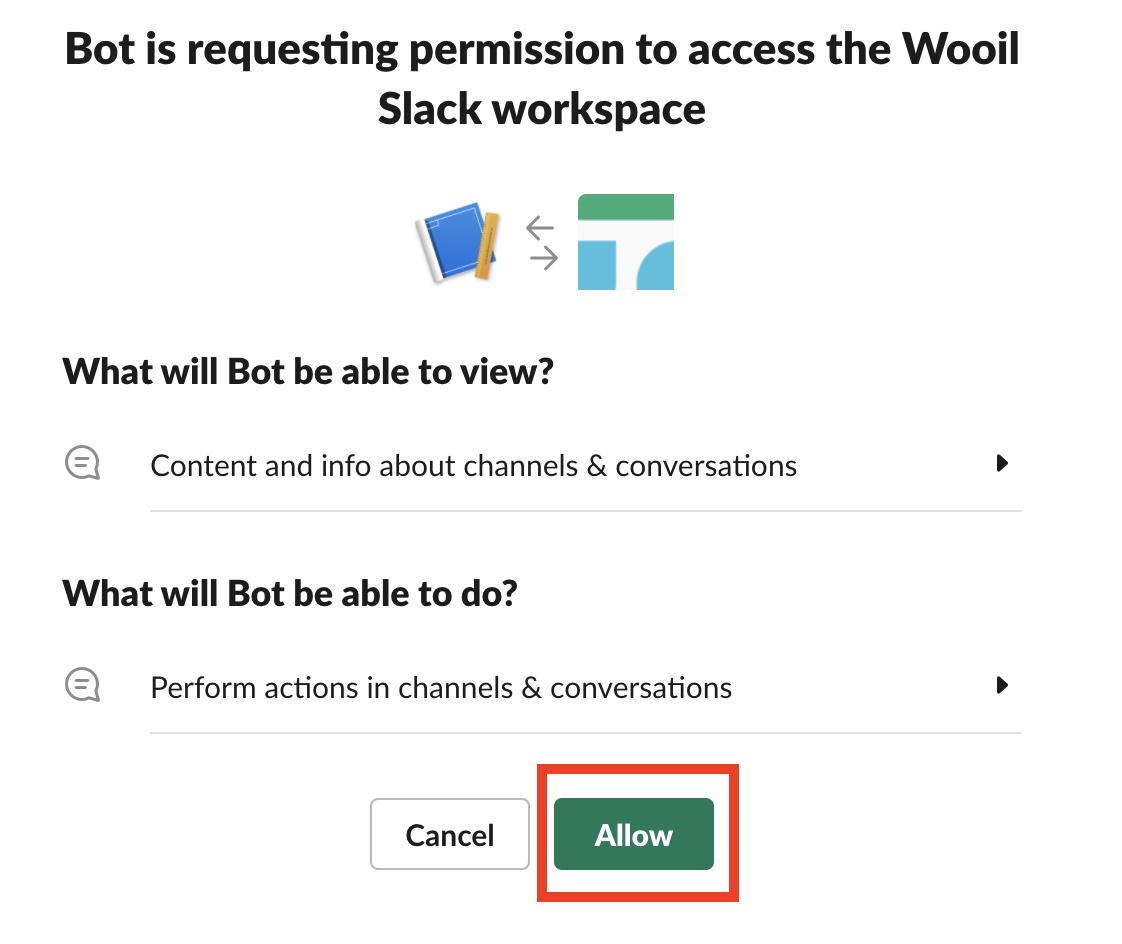 Bot is requesting permission to access the Wooil
Slack workspace
What will Bot be able to view?
Content and info about channels & conversations
What will Bot be able to do?
Perform actions in channels & conversations
Cancel
Allow